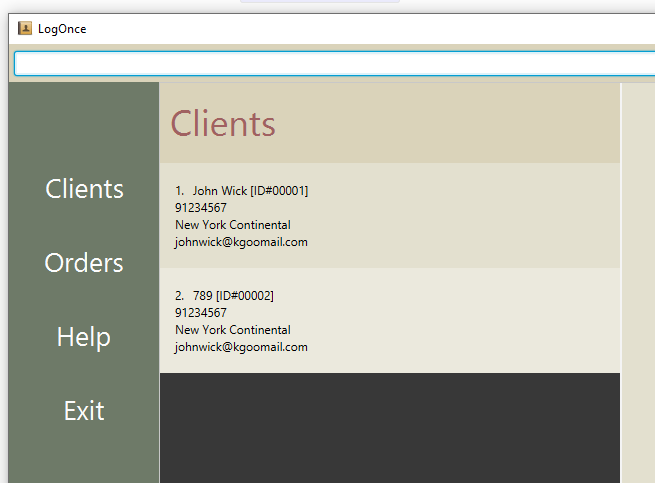 LogOnce
Clients
Orders
Help
Exit
Clients
1. John Wick [ID#00001]
91234567
New York Continental
johnwick@kgoomail.com
2. 789 [ID#00002]
91234567
New York Continental
johnwick@kgoomail.com